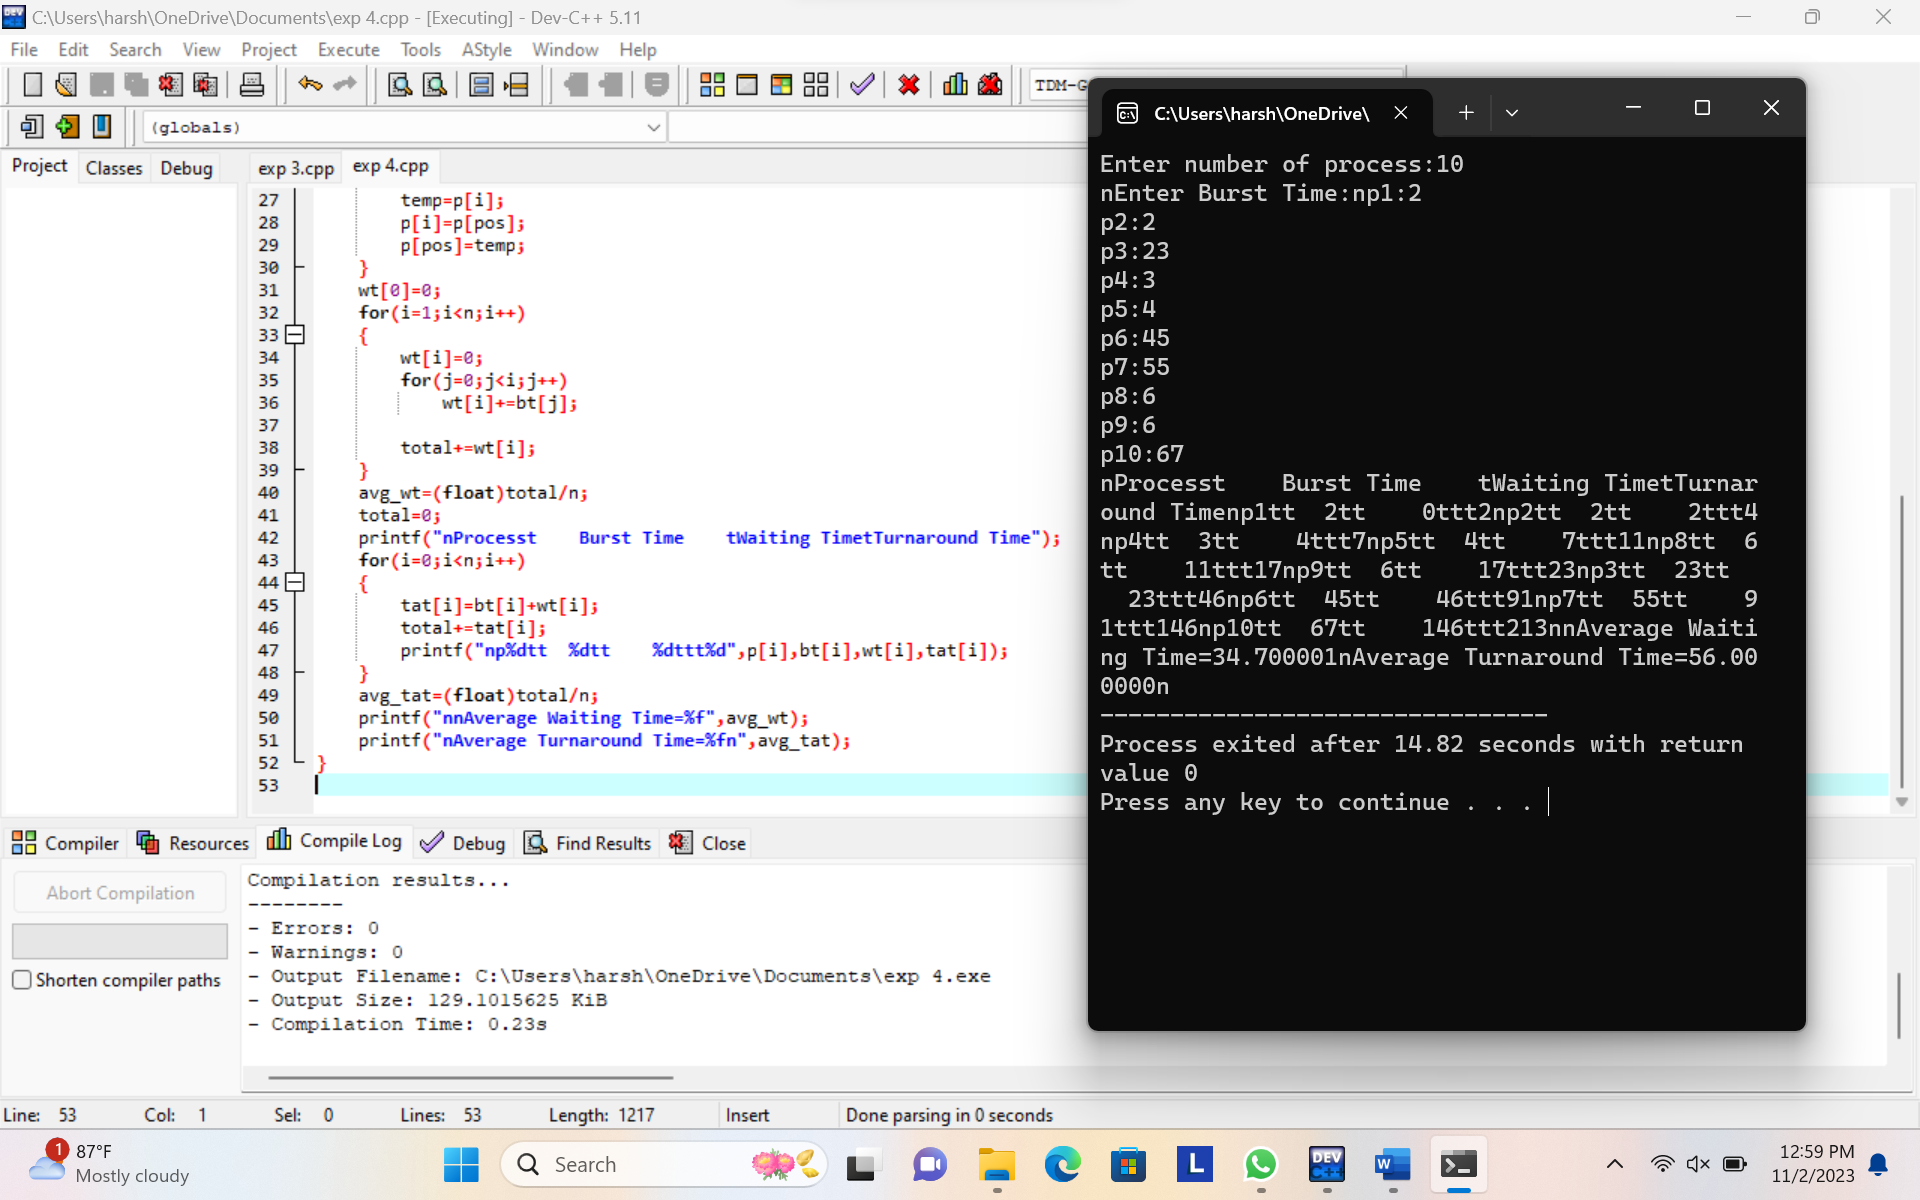 C:\Users\harsh\OneDrive\Documents\exp 4.cpp - [Executing] - Dev-C++ 5.11
File Edit Search View Project Execute Tools AStyle Window Help
TDM-G
(globals)
Project Classes Debug
exp 3.cpp exp 4.cpp
27 temp=p[i];
28 p[i]=p[pos];
29 p[pos]=temp;
30 }
31 wt[0]=0;
32 for(i=1;i<n;i++)
33 {
34 wt[i]=0;
35 for(j=0;j<i;j++)
36 wt[i]+=bt[j];
37
38 total+=wt[i];
39 }
40 avg_wt=(float)total/n;
41 total=0;
42 printf("nProcesst    Burst Time    tWaiting TimetTurnaround Time");
43 for(i=0;i<n;i++)
44 {
45 tat[i]=bt[i]+wt[i];
46 total+=tat[i];
47 printf("np%dtt  %dtt    %dttt%d",p[i],bt[i],wt[i],tat[i]);
48 }
49 avg_tat=(float)total/n;
50 printf("nnAverage Waiting Time=%f",avg_wt);
51 printf("nAverage Turnaround Time=%fn",avg_tat);
52 }
53
C:\Users\harsh\OneDrive\
Enter number of process:10
nEnter Burst Time:np1:2
p2:2
p3:23
p4:3
p5:4
p6:45
p7:55
p8:6
p9:6
p10:67
nProcesst    Burst Time    tWaiting TimetTurnar
ound Timenp1tt  2tt     0ttt2np2tt  2tt    2ttt4
np4tt  3tt     4ttt7np5tt  4tt     7ttt11np8tt  6
tt    11ttt17np9tt  6tt    17ttt23np3tt  23tt
23ttt46np6tt  45tt    46ttt91np7tt  55tt    9
1ttt146np10tt  67tt    146ttt213nnAverage Waiti
ng Time=34.700001nAverage Turnaround Time=56.00
0000n
--------------------------------
Process exited after 14.82 seconds with return
value 0
Press any key to continue . . .
Compiler Resources Compile Log Debug Find Results Close
Abort Compilation
Shorten compiler paths
Compilation results...
--------
- Errors: 0
- Warnings: 0
- Output Filename: C:\Users\harsh\OneDrive\Documents\exp 4.exe
- Output Size: 129.1015625 KiB
- Compilation Time: 0.23s
Line: 53 Col: 1 Sel: 0 Lines: 53 Length: 1217 Insert Done parsing in 0 seconds
1
87°F
Mostly cloudy
Search
L
DEV C++
W
12:59 PM
11/2/2023